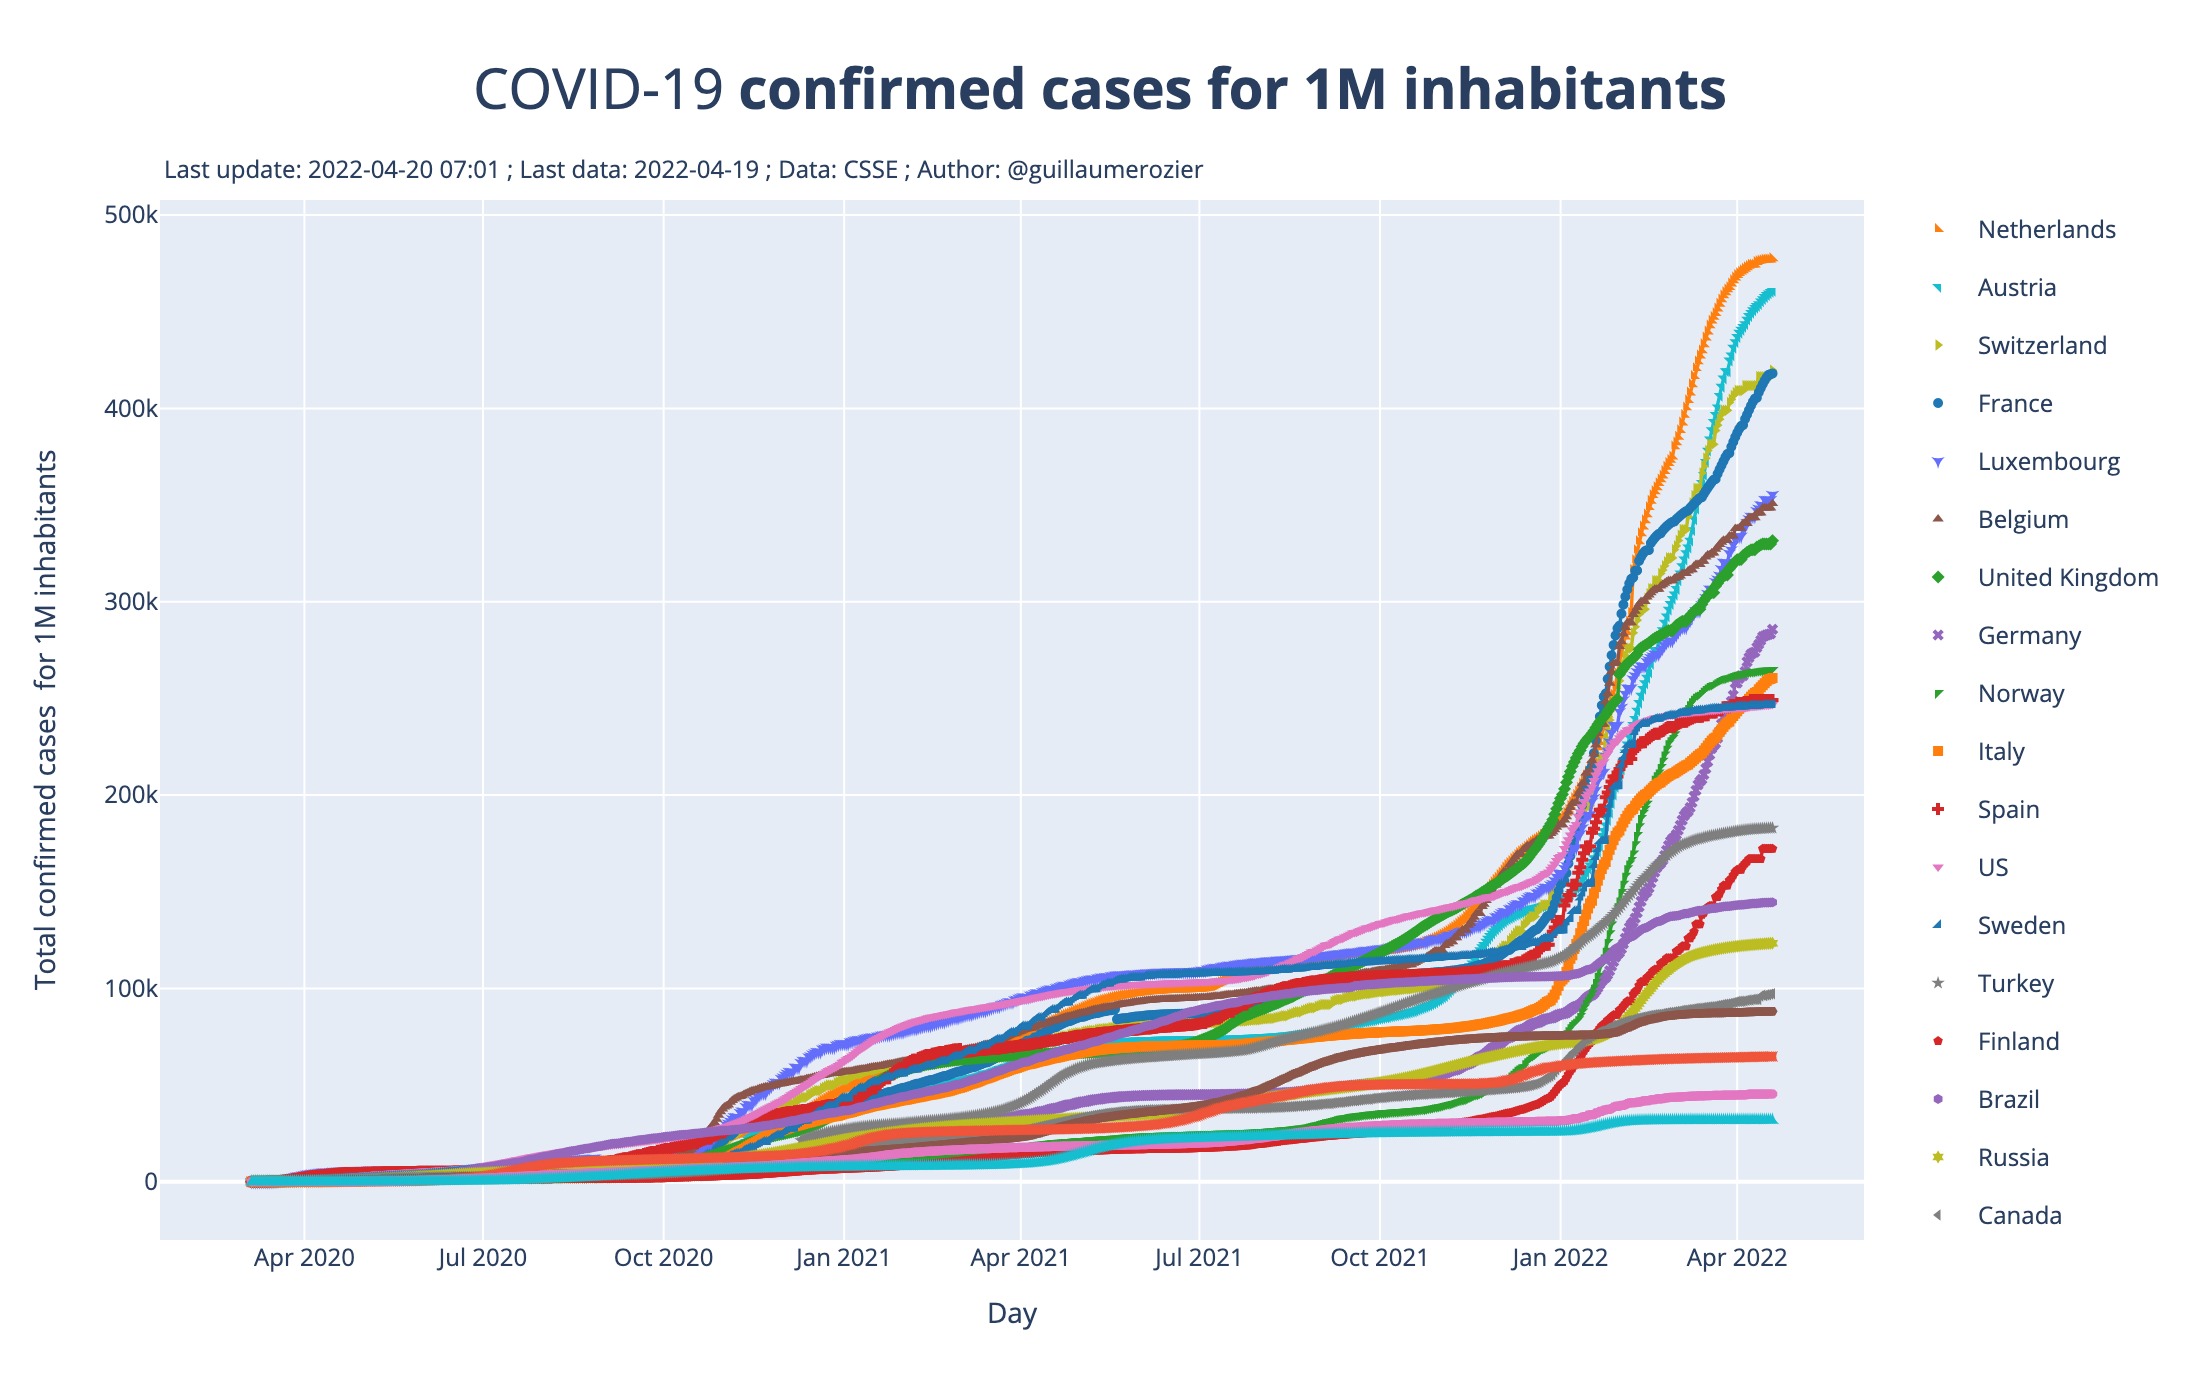 COVID-19 confirmed cases for 1M inhabitants
Last update: 2022-04-20 07:01 ; Last data: 2022-04-19 ; Data: CSSE ; Author: @guillaumerozier
500k
400k
300k
200k
100k
0
Total confirmed cases for 1M inhabitants
Apr 2020
Jul 2020
Oct 2020
Jan 2021
Apr 2021
Jul 2021
Oct 2021
Jan 2022
Apr 2022
Day
Netherlands
Austria
Switzerland
France
Luxembourg
Belgium
United Kingdom
Germany
Norway
Italy
Spain
US
Sweden
Turkey
Finland
Brazil
Russia
Canada